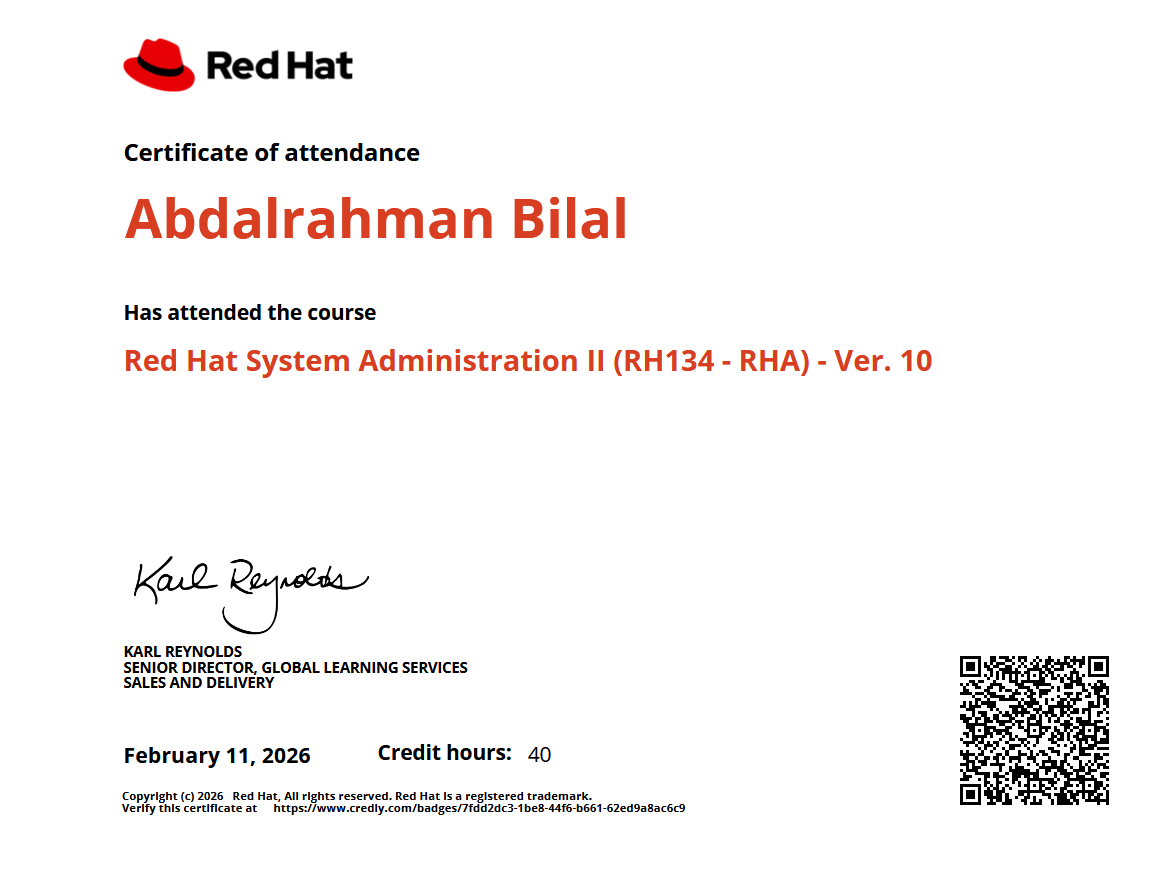 Red Hat
Certificate of attendance
Abdalrahman Bilal
Has attended the course
Red Hat System Administration II (RH134 - RHA) - Ver. 10
Karl Reynolds
KARL REYNOLDS
SENIOR DIRECTOR, GLOBAL LEARNING SERVICES
SALES AND DELIVERY
February 11, 2026 Credit hours: 40
Copyright (c) 2026 Red Hat, All rights reserved. Red Hat is a registered trademark.
Verify this certificate at https://www.credly.com/badges/7fdd2dc3-1be8-44f6-b661-62ed9a8ac6c9